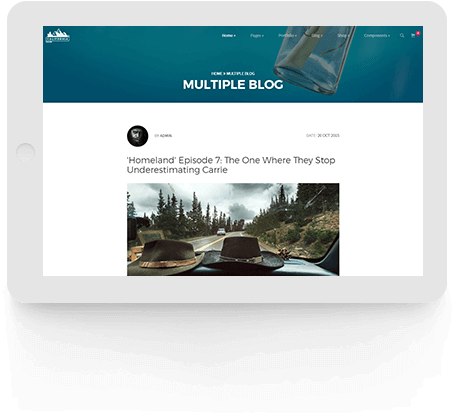 CALIFORNIA
Home
Pages
Portfolio
Blog
Shop
Components
HOME » MULTIPLE BLOG
MULTIPLE BLOG
BY ADMIN
DATE: 20 OCT 2015
'Homeland' Episode 7: The One Where They Stop
Underestimating Carrie